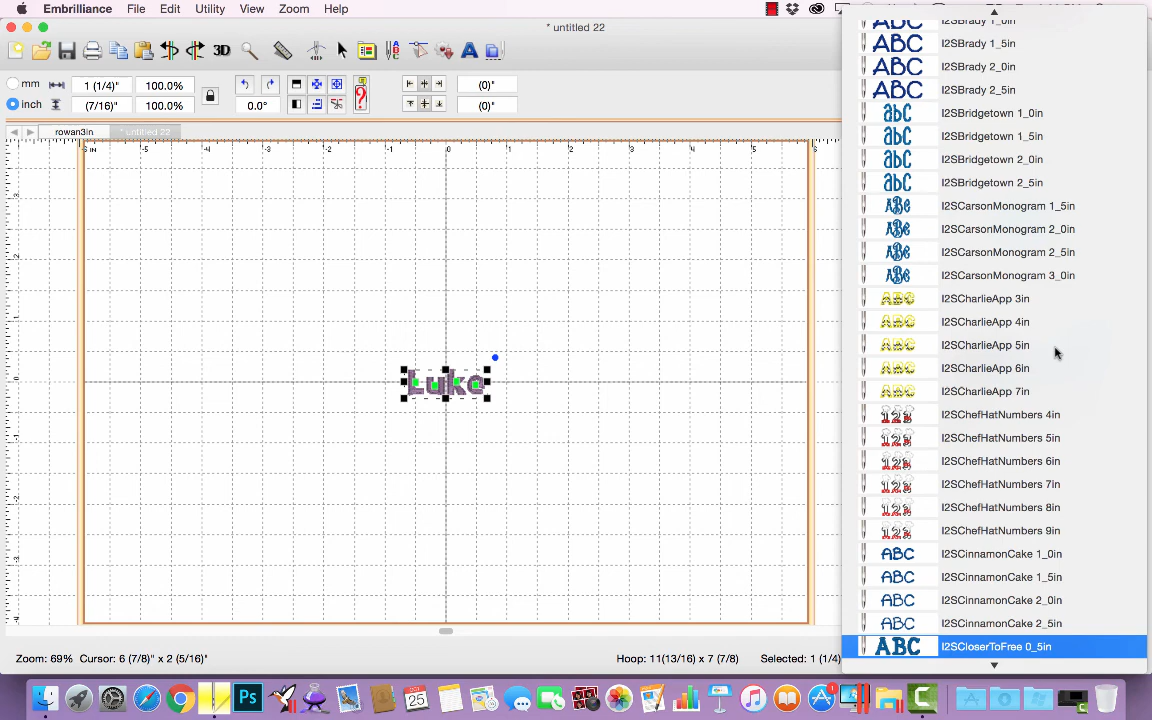 Embrilliance File Edit Utility View Zoom Help
* untitled 22
3D
mm 1 (1/4)" 100.0% (0)"
inch (7/16)" 100.0% 0.0° (0)"
rowan3in * untitled 22
Luke
I2SBrady 1_0in
I2SBrady 1_5in
I2SBrady 2_0in
I2SBrady 2_5in
I2SBridgetown 1_0in
I2SBridgetown 1_5in
I2SBridgetown 2_0in
I2SBridgetown 2_5in
I2SCarsonMonogram 1_5in
I2SCarsonMonogram 2_0in
I2SCarsonMonogram 2_5in
I2SCarsonMonogram 3_0in
I2SCharlieApp 3in
I2SCharlieApp 4in
I2SCharlieApp 5in
I2SCharlieApp 6in
I2SCharlieApp 7in
I2SChefHatNumbers 4in
I2SChefHatNumbers 5in
I2SChefHatNumbers 6in
I2SChefHatNumbers 7in
I2SChefHatNumbers 8in
I2SChefHatNumbers 9in
I2SCinnamonCake 1_0in
I2SCinnamonCake 1_5in
I2SCinnamonCake 2_0in
I2SCinnamonCake 2_5in
I2SCloserToFree 0_5in
Zoom: 69% Cursor: 6 (7/8)" x 2 (5/16)" Hoop: 11(13/16) x 7 (7/8) Selected: 1 (1/4)